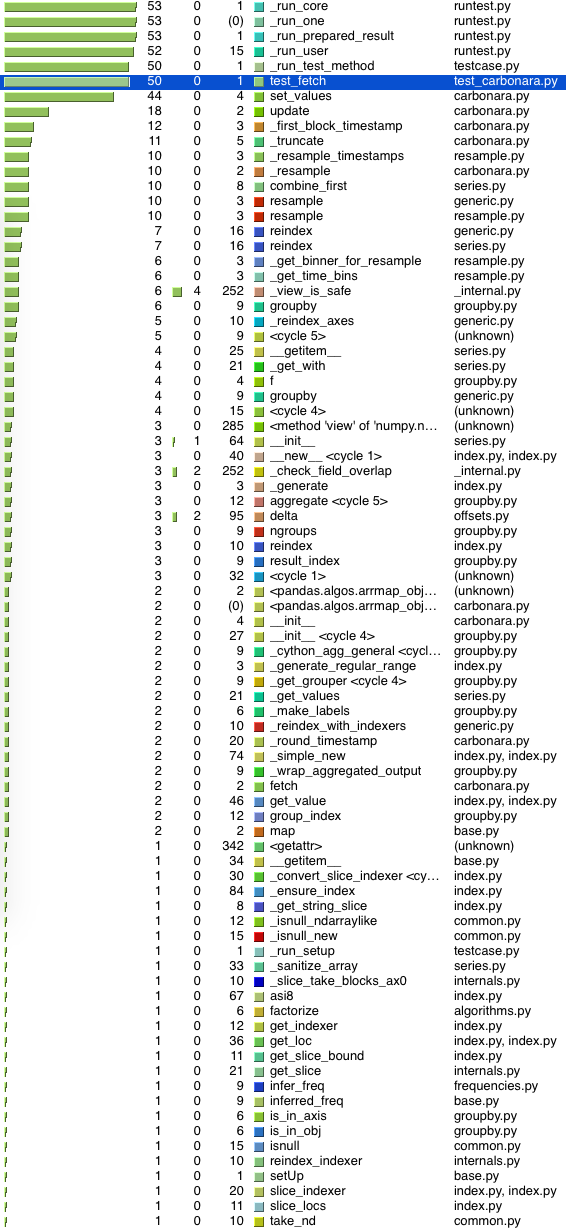 53 0 1 _run_core runtest.py
53 0 (0) _run_one runtest.py
53 0 1 _run_prepared_result runtest.py
52 0 15 _run_user runtest.py
50 0 1 _run_test_method testcase.py
50 0 1 test_fetch test_carbonara.py
44 0 4 set_values carbonara.py
18 0 2 update carbonara.py
12 0 3 _first_block_timestamp carbonara.py
11 0 5 _truncate carbonara.py
10 0 3 _resample_timestamps resample.py
10 0 2 _resample carbonara.py
10 0 8 combine_first series.py
10 0 3 resample generic.py
10 0 3 resample resample.py
7 0 16 reindex generic.py
7 0 16 reindex series.py
6 0 3 _get_binner_for_resample resample.py
6 0 3 _get_time_bins resample.py
6 4 252 _view_is_safe _internal.py
6 0 9 groupby groupby.py
5 0 10 _reindex_axes generic.py
5 0 9 <cycle 5> (unknown)
4 0 25 __getitem__ series.py
4 0 21 _get_with series.py
4 0 4 f groupby.py
4 0 9 groupby generic.py
4 0 15 <cycle 4> (unknown)
3 0 285 <method 'view' of 'numpy.n... (unknown)
3 1 64 __init__ series.py
3 0 40 __new__ <cycle 1> index.py, index.py
3 2 252 _check_field_overlap _internal.py
3 0 3 _generate index.py
3 0 12 aggregate <cycle 5> groupby.py
3 2 95 delta offsets.py
3 0 9 ngroups groupby.py
3 0 10 reindex index.py
3 0 9 result_index groupby.py
3 0 32 <cycle 1> (unknown)
2 0 2 <pandas.algos.arrmap_obj... (unknown)
2 0 (0) <pandas.algos.arrmap_obj... carbonara.py
2 0 4 __init__ carbonara.py
2 0 27 __init__ <cycle 4> groupby.py
2 0 9 _cython_agg_general <cycl... groupby.py
2 0 3 _generate_regular_range index.py
2 0 9 _get_grouper <cycle 4> groupby.py
2 0 21 _get_values series.py
2 0 6 _make_labels groupby.py
2 0 10 _reindex_with_indexers generic.py
2 0 20 _round_timestamp carbonara.py
2 0 74 _simple_new index.py, index.py
2 0 9 _wrap_aggregated_output groupby.py
2 0 2 fetch carbonara.py
2 0 46 get_value index.py, index.py
2 0 12 group_index groupby.py
2 0 2 map base.py
1 0 342 <getattr> (unknown)
1 0 34 __getitem__ base.py
1 0 30 _convert_slice_indexer <cy... index.py
1 0 84 _ensure_index index.py
1 0 8 _get_string_slice index.py
1 0 12 _isnull_ndarraylike common.py
1 0 15 _isnull_new common.py
1 0 1 _run_setup testcase.py
1 0 33 _sanitize_array series.py
1 0 10 _slice_take_blocks_ax0 internals.py
1 0 67 asi8 index.py
1 0 6 factorize algorithms.py
1 0 12 get_indexer index.py
1 0 36 get_loc index.py, index.py
1 0 11 get_slice_bound index.py
1 0 21 get_slice internals.py
1 0 9 infer_freq frequencies.py
1 0 9 inferred_freq base.py
1 0 6 is_in_axis groupby.py
1 0 6 is_in_obj groupby.py
1 0 15 isnull common.py
1 0 10 reindex_indexer internals.py
1 0 1 setUp base.py
1 0 20 slice_indexer index.py, index.py
1 0 11 slice_locs index.py
1 0 10 take_nd common.py